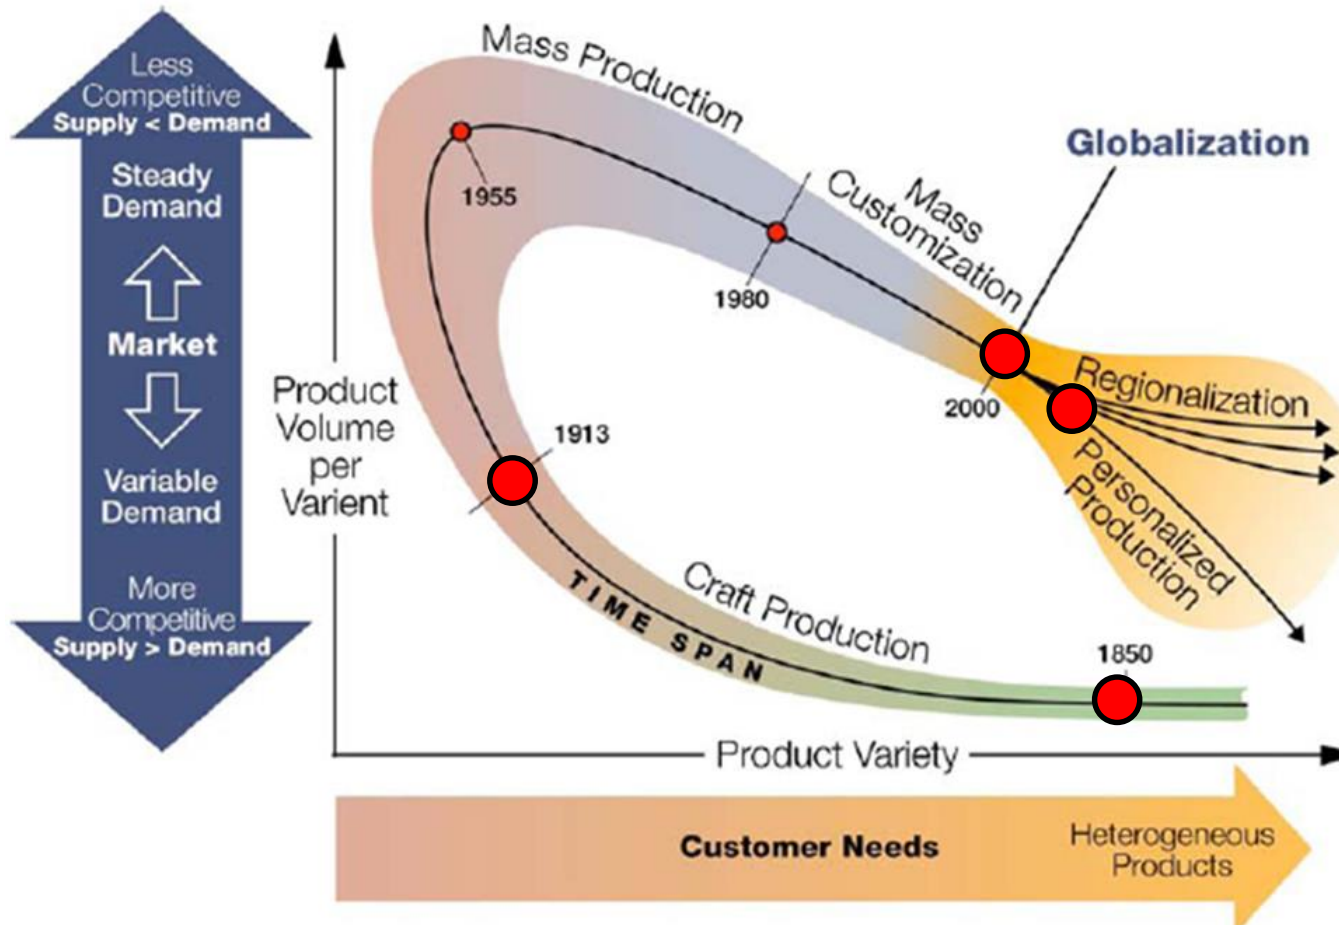 Less
Competitive
Supply < Demand
Steady
Demand
Market
Variable
Demand
More
Competitive
Supply > Demand
Product
Volume
per
Varient
Mass Production
1955
1980
Mass
Customization
Globalization
2000
Regionalization
Personalized
Production
1913
Craft Production
TIME SPAN
1850
Product Variety
Customer Needs
Heterogeneous
Products